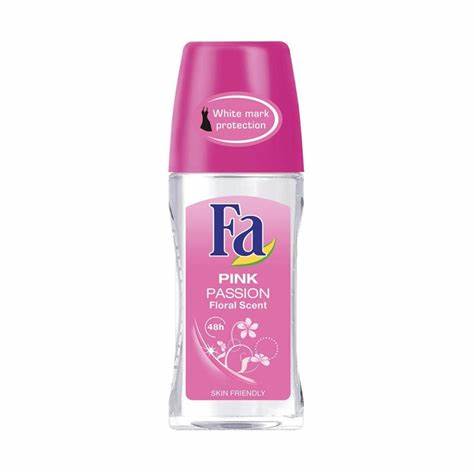 White mark
protection
Fa
PINK
PASSION
Floral Scent
48h
SKIN FRIENDLY